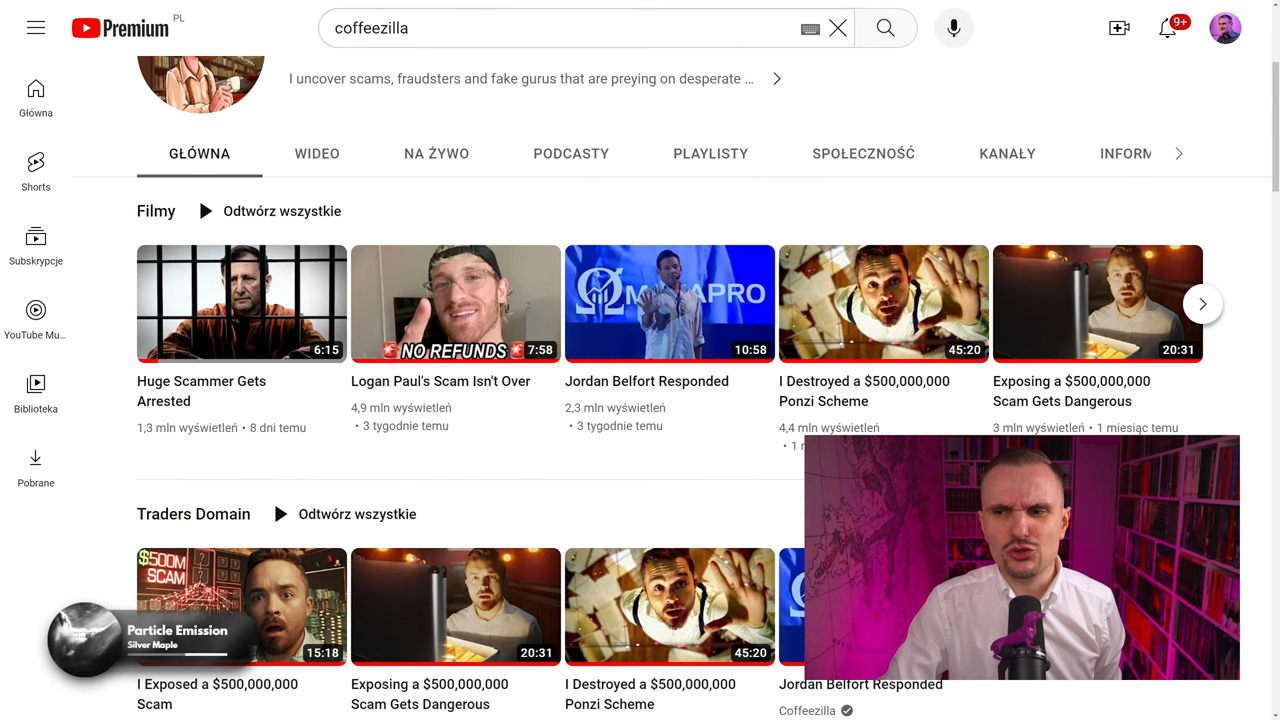 Premium
PL
coffeezilla
9+
I uncover scams, fraudsters and fake gurus that are preying on desperate ...
Główna
Shorts
Subskrypcje
YouTube Mu...
Biblioteka
Pobrane
GŁÓWNA
WIDEO
NA ŻYWO
PODCASTY
PLAYLISTY
SPOŁECZNOŚĆ
KANAŁY
INFORM
Filmy
Odtwórz wszystkie
6:15
NO REFUNDS
7:58
MEGAPRO
10:58
45:20
20:31
Huge Scammer Gets
Arrested
1,3 mln wyświetleń • 8 dni temu
Logan Paul's Scam Isn't Over
4,9 mln wyświetleń
• 3 tygodnie temu
Jordan Belfort Responded
2,3 mln wyświetleń
• 3 tygodnie temu
I Destroyed a $500,000,000
Ponzi Scheme
4,4 mln wyświetleń
• 1
Exposing a $500,000,000
Scam Gets Dangerous
3 mln wyświetleń • 1 miesiąc temu
Traders Domain
Odtwórz wszystkie
$500M
SCAM
15:18
20:31
45:20
Particle Emission
Silver Maple
I Exposed a $500,000,000
Scam
Exposing a $500,000,000
Scam Gets Dangerous
I Destroyed a $500,000,000
Ponzi Scheme
Jordan Belfort Responded
Coffeezilla